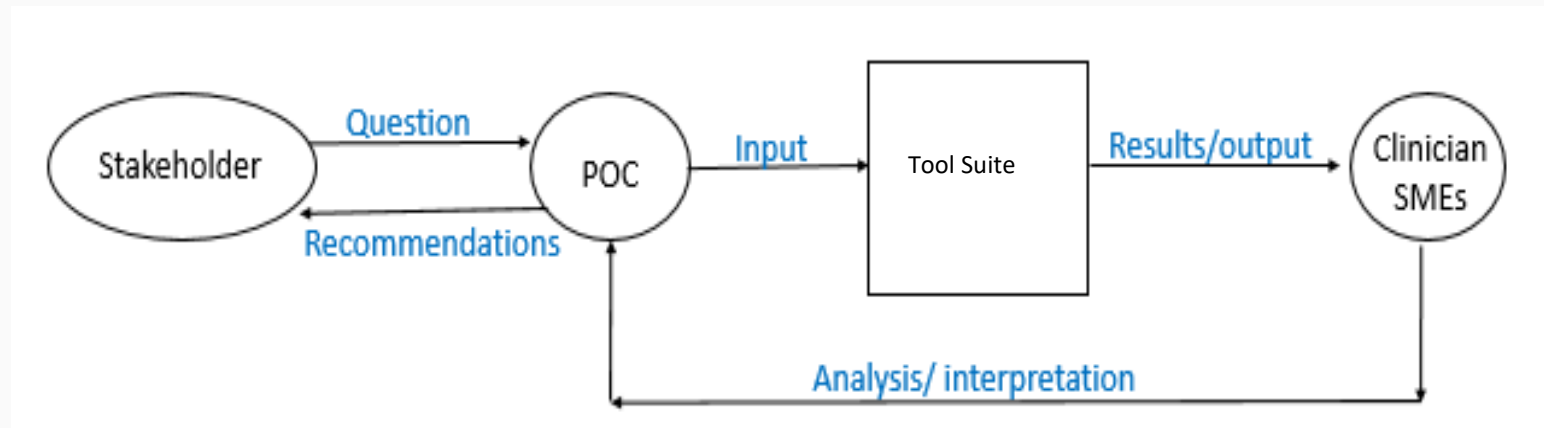 Question
Stakeholder
POC
Input
Tool Suite
Results/output
Clinician
SMEs
Recommendations
Analysis/ interpretation